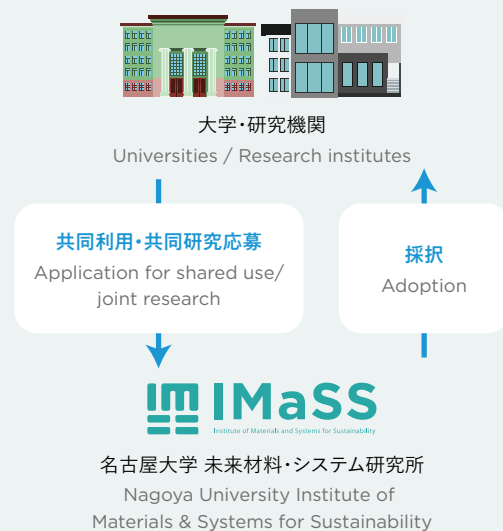 大学・研究機関
Universities / Research institutes
共同利用・共同研究応募
Application for shared use/
joint research
採択
Adoption
IMaSS
Institute of Materials and Systems for Sustainability
名古屋大学 未来材料・システム研究所
Nagoya University Institute of
Materials & Systems for Sustainability